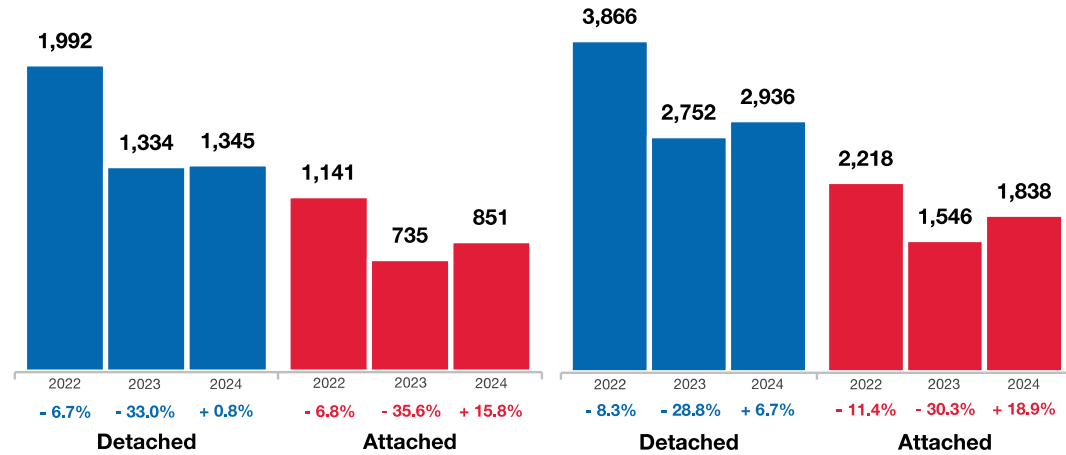 1,992
1,334
1,345
1,141
735
851
2022 2023 2024 2022 2023 2024
- 6.7% - 33.0% + 0.8% - 6.8% - 35.6% + 15.8%
Detached Attached
3,866
2,752
2,936
2,218
1,546
1,838
2022 2023 2024 2022 2023 2024
- 8.3% - 28.8% + 6.7% - 11.4% - 30.3% + 18.9%
Detached Attached